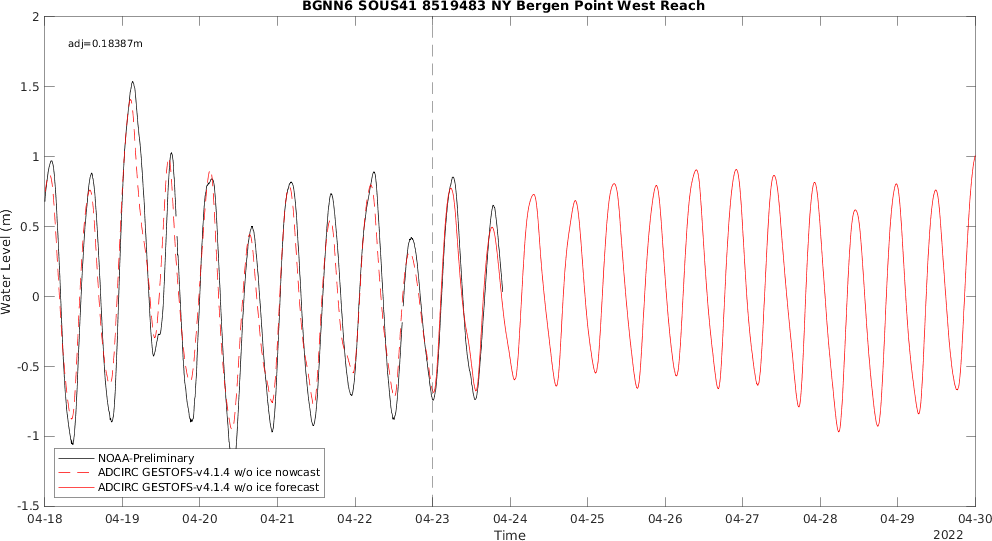 BGNN6 SOUS41 8519483 NY Bergen Point West Reach
2
adj=0.18387m
1.5
1
0.5
0
-0.5
-1
-1.5
Water Level (m)
NOAA-Preliminary
ADCIRC GESTOFS-v4.1.4 w/o ice nowcast
ADCIRC GESTOFS-v4.1.4 w/o ice forecast
04-18 04-19 04-20 04-21 04-22 04-23 04-24 04-25 04-26 04-27 04-28 04-29 04-30
Time
2022